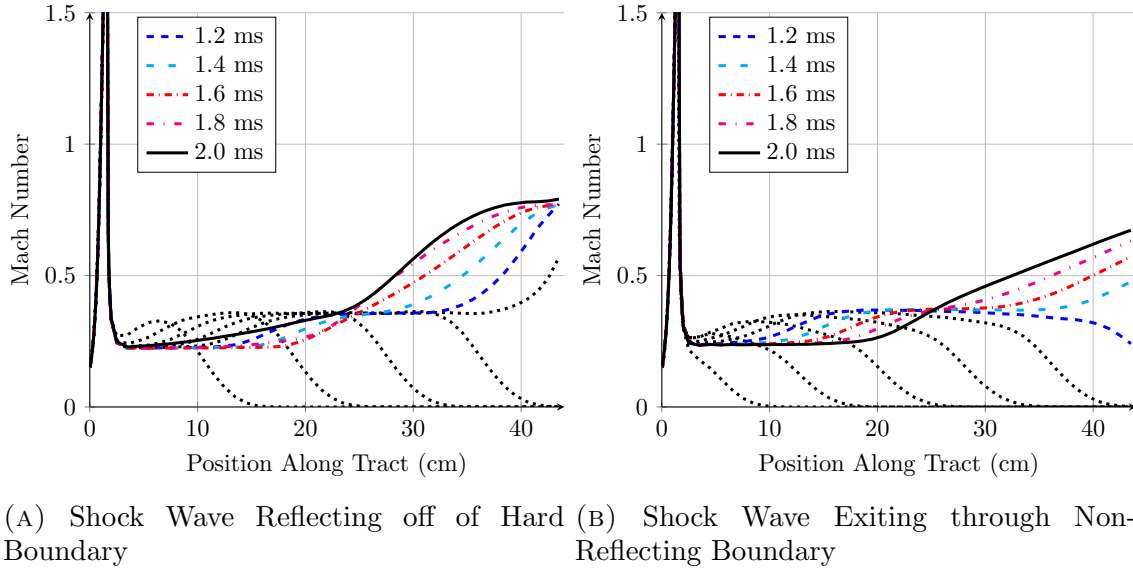 1.5
1
0.5
0
Mach Number
1.2 ms
1.4 ms
1.6 ms
1.8 ms
2.0 ms
0 10 20 30 40
Position Along Tract (cm)
(A) Shock Wave Reflecting off of Hard
Boundary
1.5
1
0.5
0
Mach Number
1.2 ms
1.4 ms
1.6 ms
1.8 ms
2.0 ms
0 10 20 30 40
Position Along Tract (cm)
(B) Shock Wave Exiting through Non-
Reflecting Boundary